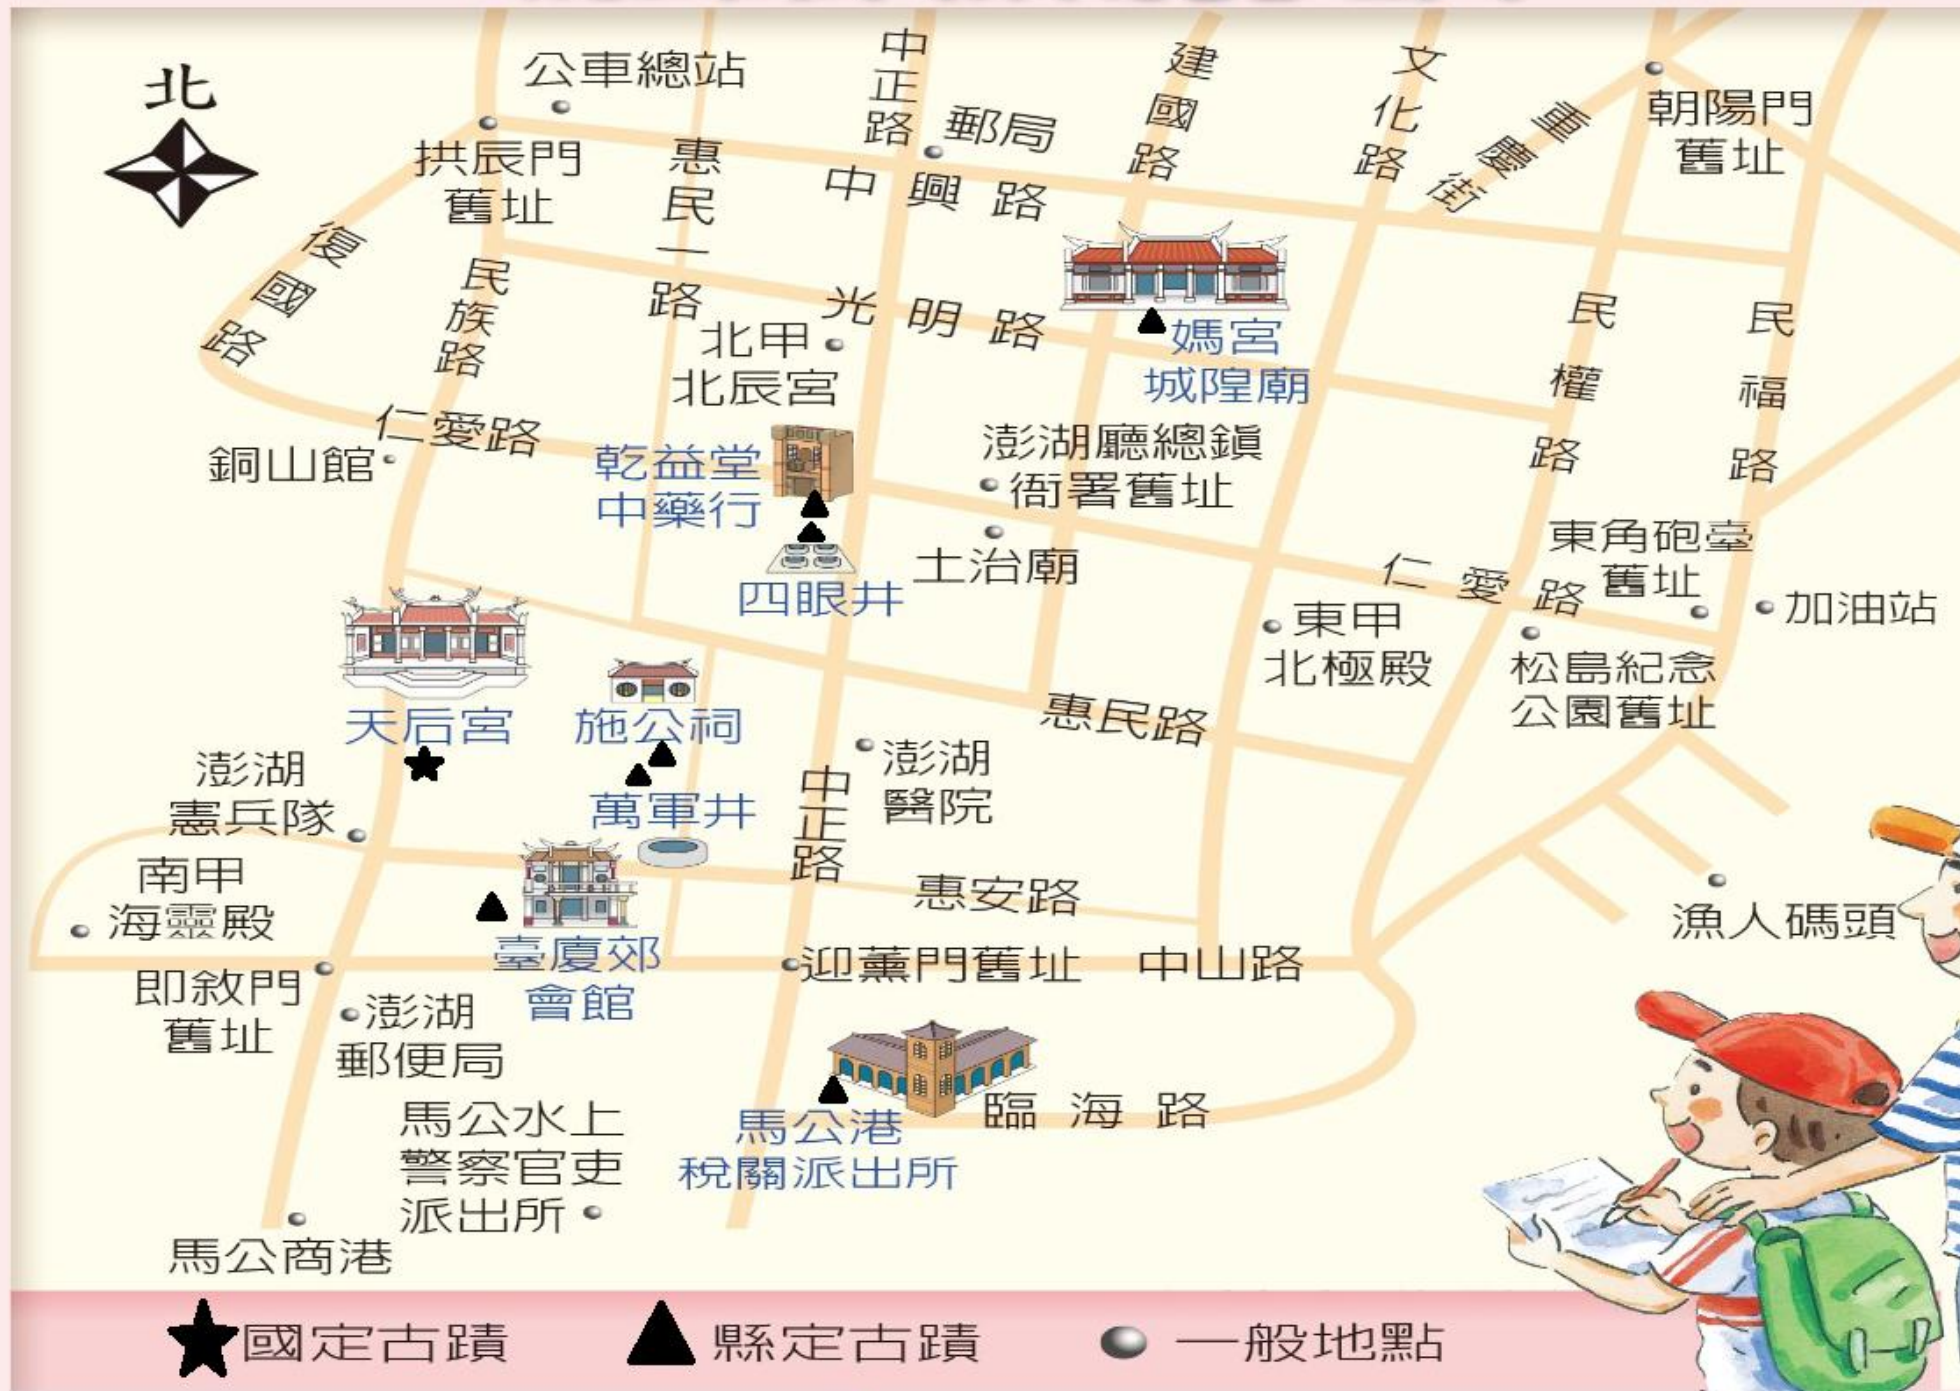 北
公車總站
中正路
建國路
文化路
重慶街
朝陽門
舊址
郵局
拱辰門
舊址
惠民一路
中興路
復國路
民族路
光明路
北甲
北辰宮
媽宮
城隍廟
民權路
民福路
仁愛路
銅山館
乾益堂
中藥行
澎湖廳總鎮
衙署舊址
土治廟
四眼井
仁愛路
東角砲臺
舊址
加油站
東甲
北極殿
松島紀念
公園舊址
天后宮
施公祠
惠民路
澎湖
憲兵隊
萬軍井
中正路
澎湖
醫院
南甲
海靈殿
惠安路
漁人碼頭
臺廈郊
會館
迎薰門舊址
中山路
即敘門
舊址
澎湖
郵便局
馬公水上
警察官吏
派出所
馬公港
稅關派出所
臨海路
馬公商港
國定古蹟
縣定古蹟
一般地點